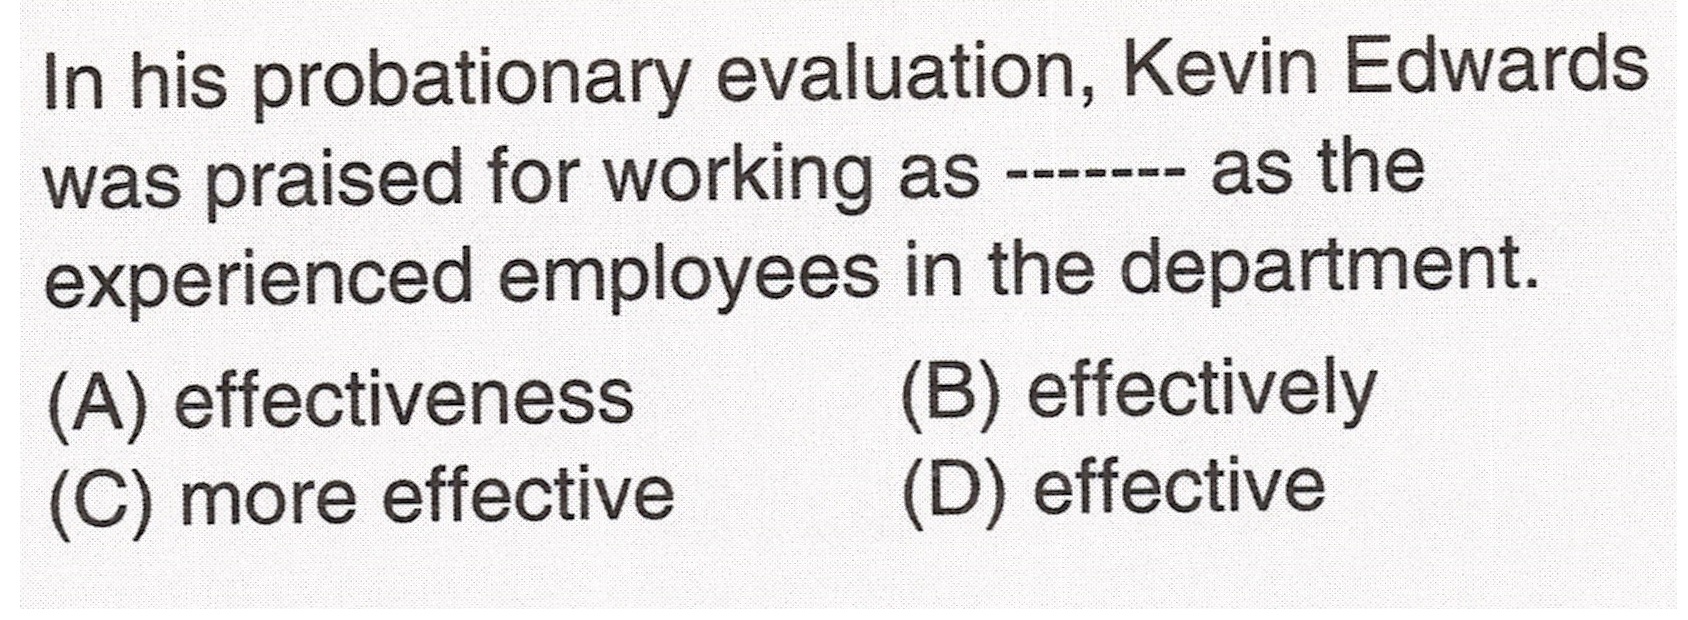 In his probationary evaluation, Kevin Edwards
was praised for working as ------- as the
experienced employees in the department.
(A) effectiveness (B) effectively
(C) more effective (D) effective